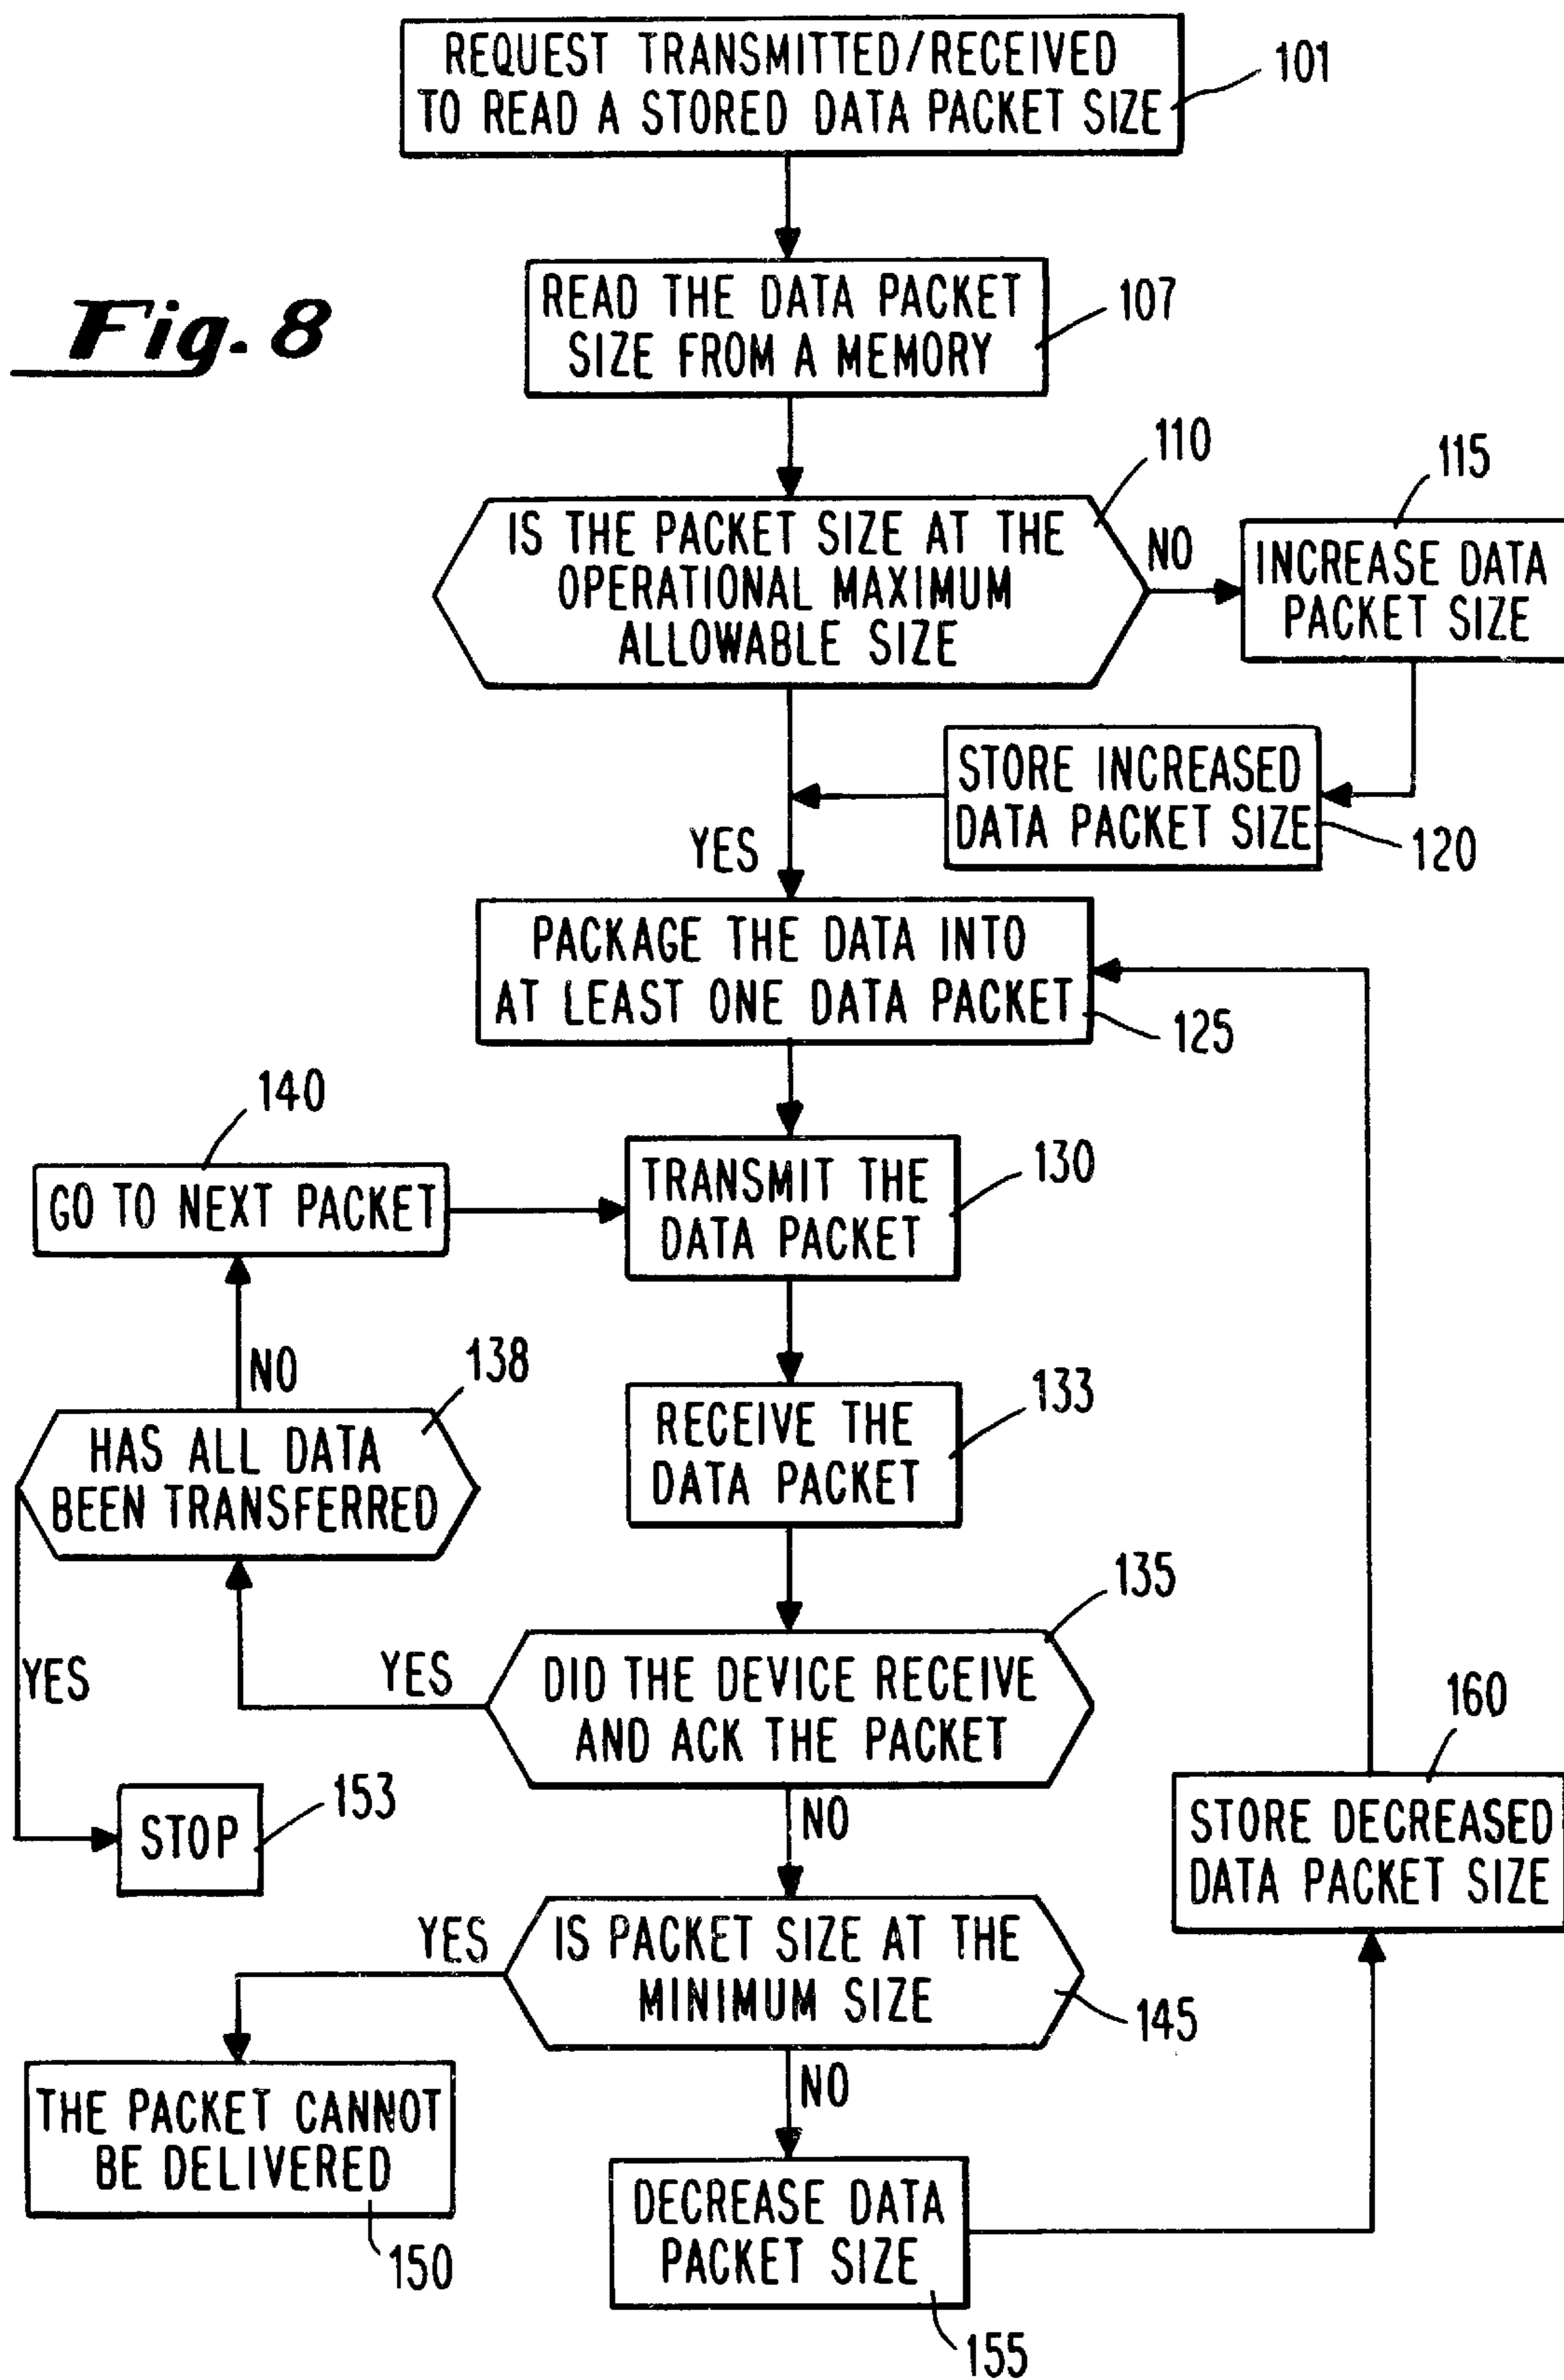 REQUEST TRANSMITTED/RECEIVED
TO READ A STORED DATA PACKET SIZE
101
Fig. 8
READ THE DATA PACKET
SIZE FROM A MEMORY
107
IS THE PACKET SIZE AT THE
OPERATIONAL MAXIMUM
ALLOWABLE SIZE
110
NO
115
INCREASE DATA
PACKET SIZE
STORE INCREASED
DATA PACKET SIZE
120
YES
PACKAGE THE DATA INTO
AT LEAST ONE DATA PACKET
125
140
GO TO NEXT PACKET
TRANSMIT THE
DATA PACKET
130
NO
138
HAS ALL DATA
BEEN TRANSFERRED
RECEIVE THE
DATA PACKET
133
YES
YES
DID THE DEVICE RECEIVE
AND ACK THE PACKET
135
STOP
153
NO
160
STORE DECREASED
DATA PACKET SIZE
YES
IS PACKET SIZE AT THE
MINIMUM SIZE
145
THE PACKET CANNOT
BE DELIVERED
150
NO
DECREASE DATA
PACKET SIZE
155